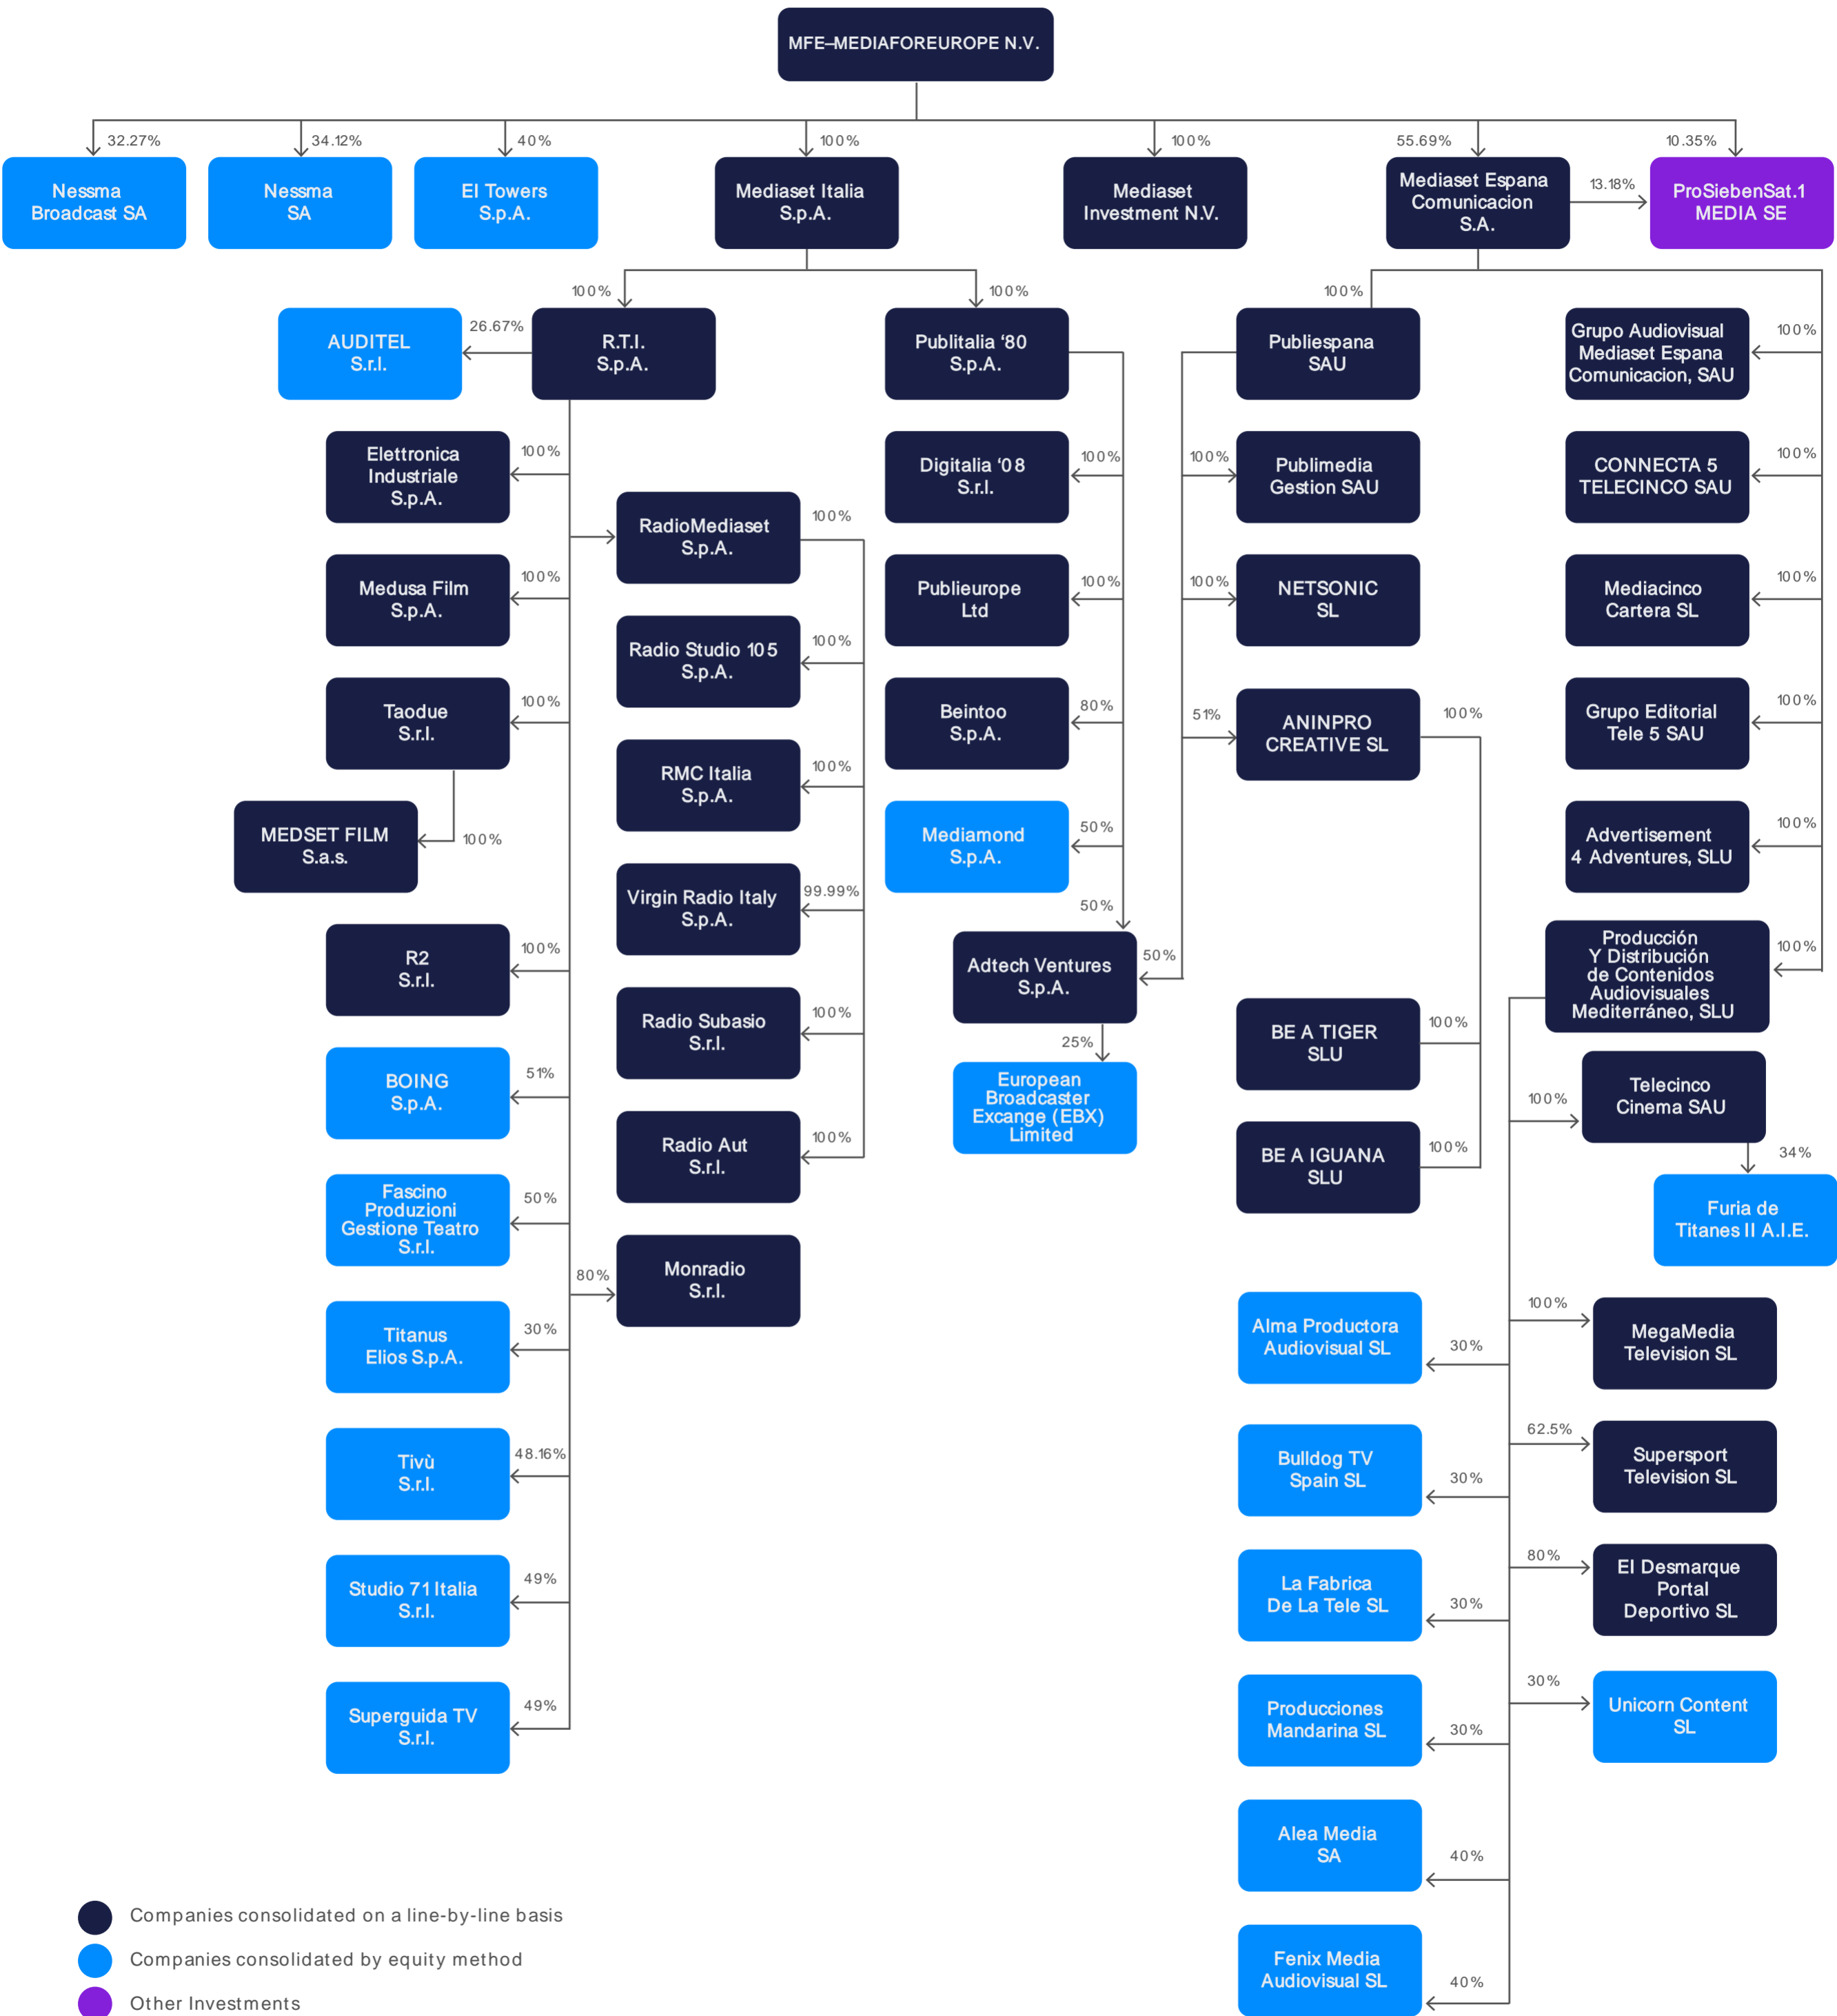 MFE–MEDIAFOREUROPE N.V.
32.27%
34.12%
40%
100%
100%
55.69%
10.35%
Nessma
Broadcast SA
Nessma
SA
EI Towers
S.p.A.
Mediaset Italia
S.p.A.
Mediaset
Investment N.V.
Mediaset Espana
Comunicacion
S.A.
13.18%
ProSiebenSat.1
MEDIA SE
100%
100%
100%
AUDITEL
S.r.l.
26.67%
R.T.I.
S.p.A.
Publitalia ‘80
S.p.A.
Publiespana
SAU
Grupo Audiovisual
Mediaset Espana
Comunicacion, SAU
100%
Elettronica
Industriale
S.p.A.
100%
RadioMediaset
S.p.A.
100%
Medusa Film
S.p.A.
100%
Radio Studio 105
S.p.A.
100%
Taodue
S.r.l.
100%
RMC Italia
S.p.A.
100%
MEDSET FILM
S.a.s.
100%
Virgin Radio Italy
S.p.A.
99.99%
R2
S.r.l.
100%
Radio Subasio
S.r.l.
100%
BOING
S.p.A.
51%
Radio Aut
S.r.l.
100%
Fascino
Produzioni
Gestione Teatro
S.r.l.
50%
80%
Monradio
S.r.l.
Titanus
Elios S.p.A.
30%
Tivù
S.r.l.
48.16%
Studio 71 Italia
S.r.l.
49%
Superguida TV
S.r.l.
49%
Digitalia ‘08
S.r.l.
100%
Publieurope
Ltd
100%
Beintoo
S.p.A.
80%
Mediamond
S.p.A.
50%
50%
Adtech Ventures
S.p.A.
50%
25%
European
Broadcaster
Excange (EBX)
Limited
100%
Publimedia
Gestion SAU
100%
NETSONIC
SL
51%
ANINPRO
CREATIVE SL
100%
BE A TIGER
SLU
100%
BE A IGUANA
SLU
100%
CONNECTA 5
TELECINCO SAU
100%
Mediacinco
Cartera SL
100%
Grupo Editorial
Tele 5 SAU
100%
Advertisement
4 Adventures, SLU
100%
Producción
Y Distribución
de Contenidos
Audiovisuales
Mediterráneo, SLU
100%
100%
Telecinco
Cinema SAU
34%
Furia de
Titanes II A.I.E.
Alma Productora
Audiovisual SL
30%
100%
MegaMedia
Television SL
Bulldog TV
Spain SL
30%
62.5%
Supersport
Television SL
La Fabrica
De La Tele SL
30%
80%
El Desmarque
Portal
Deportivo SL
Producciones
Mandarina SL
30%
30%
Unicorn Content
SL
Alea Media
SA
40%
Fenix Media
Audiovisual SL
40%
Companies consolidated on a line-by-line basis
Companies consolidated by equity method
Other Investments